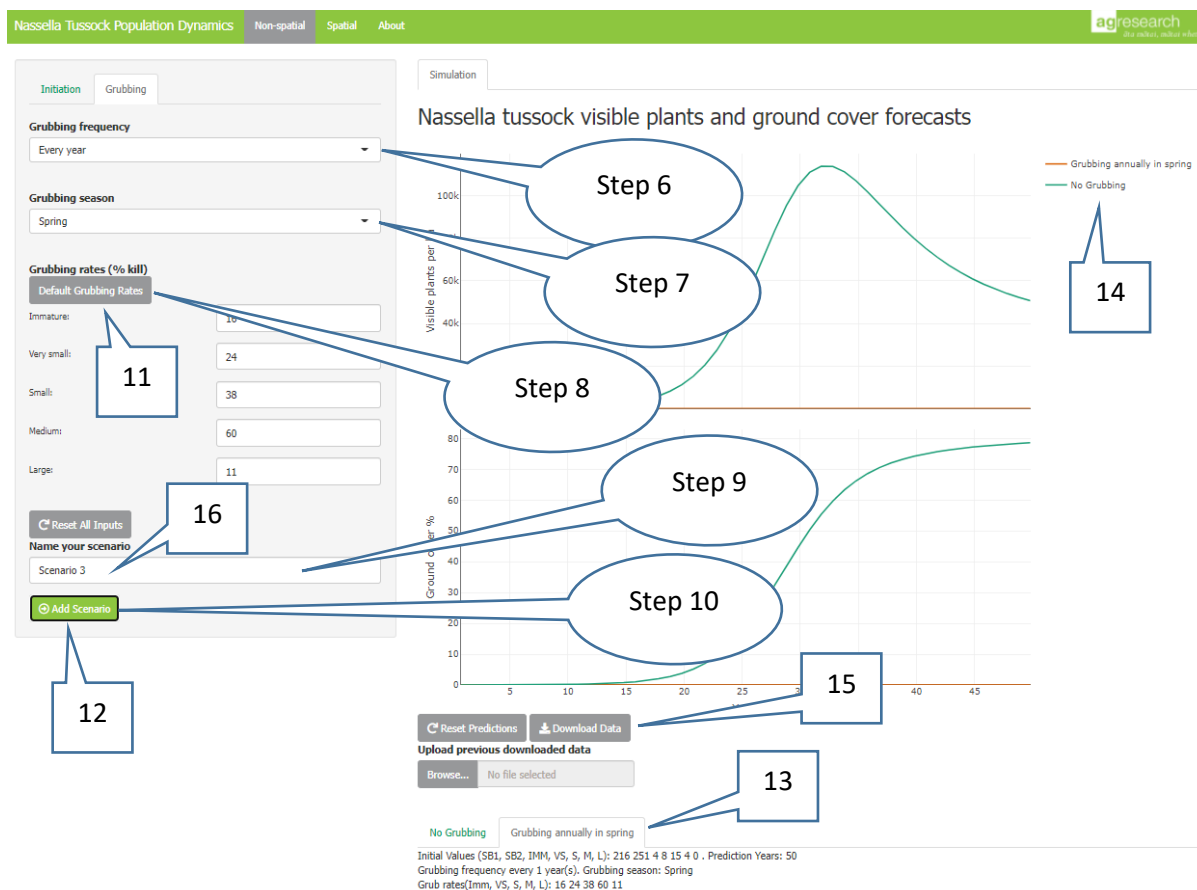 Nassella Tussock Population Dynamics Non-spatial Spatial About
agresearch
Initiation Grubbing
Grubbing frequency
Every year
Grubbing season
Spring
Grubbing rates (% kill)
Default Grubbing Rates
Immature:
16
Very small:
24
Small:
38
Medium:
60
Large:
11
Reset All Inputs
Name your scenario
Scenario 3
Add Scenario
11
16
12
Simulation
Nassella tussock visible plants and ground cover forecasts
Step 6
Step 7
Step 8
Step 9
Step 10
Grubbing annually in spring
No Grubbing
14
Visible plants per
100k
60k
40k
Ground cover %
80
70
60
50
40
30
20
10
0
5 10 15 20 25 40 45
15
Reset Predictions Download Data
Upload previous downloaded data
Browse... No file selected
13
No Grubbing Grubbing annually in spring
Initial Values (SB1, SB2, IMM, VS, S, M, L): 216 251 4 8 15 4 0 . Prediction Years: 50
Grubbing frequency every 1 year(s). Grubbing season: Spring
Grub rates(Imm, VS, S, M, L): 16 24 38 60 11